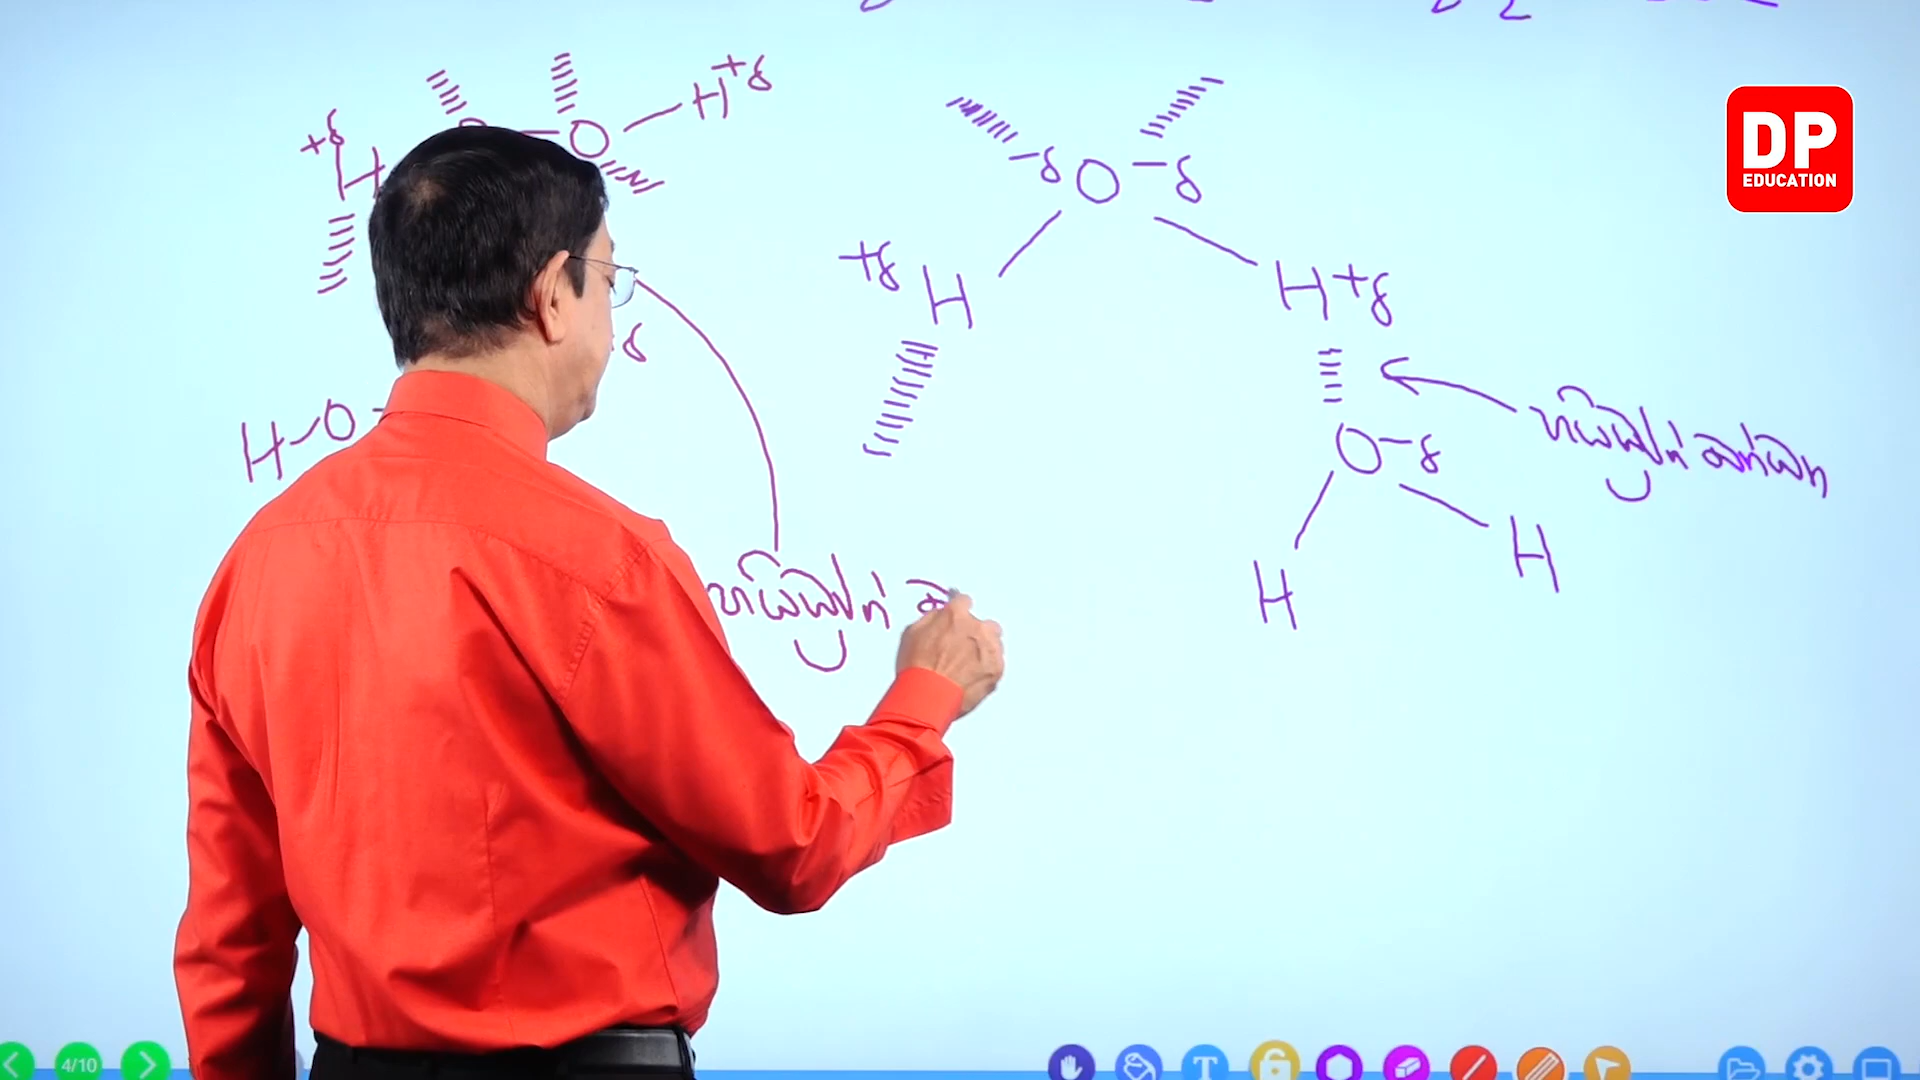 H+δ
+δ
H
O
δ
H-O
-δ O -δ
+δ H
H+δ
O-δ
H
H
හයිඩ්‍රජන් බන්ධන
හයිඩ්‍රජන්
DP
EDUCATION
4/10
T